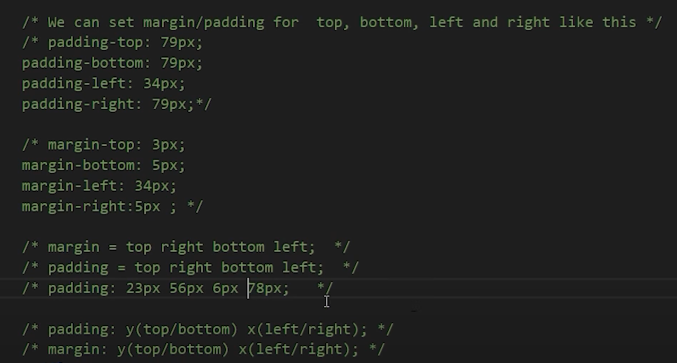 /* We can set margin/padding for  top, bottom, left and right like this */
/* padding-top: 79px;
padding-bottom: 79px;
padding-left: 34px;
padding-right: 79px;*/
/* margin-top: 3px;
margin-bottom: 5px;
margin-left: 34px;
margin-right:5px ; */
/* margin = top right bottom left;  */
/* padding = top right bottom left;  */
/* padding: 23px 56px 6px 78px;   */
/* padding: y(top/bottom) x(left/right); */
/* margin: y(top/bottom) x(left/right); */